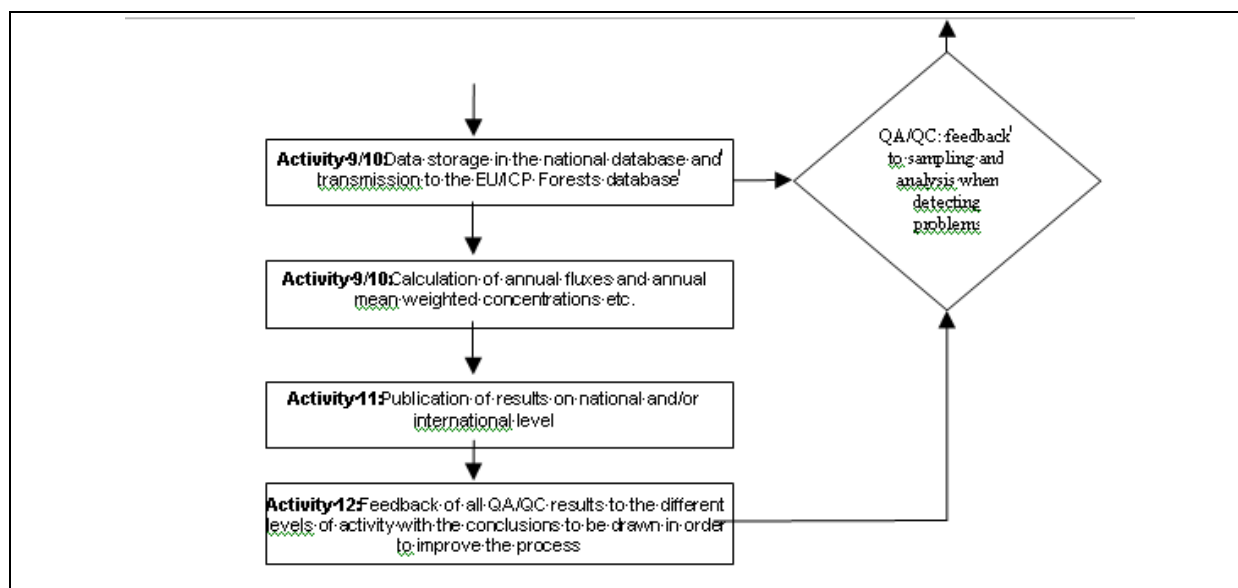 Activity·9/10:Data·storage·in·the·national·database·and
transmission·to·the·EU/ICP·Forests·database
QA/QC:·feedback
to·sampling·and
analysis·when
detecting
problems
Activity·9/10:Calculation·of·annual·fluxes·and·annual
mean·weighted·concentrations·etc.
Activity·11:Publication·of·results·on·national·and/or
international·level
Activity·12:Feedback·of·all·QA/QC·results·to·the·different
levels·of·activity·with·the·conclusions·to·be·drawn·in·order
to·improve·the·process